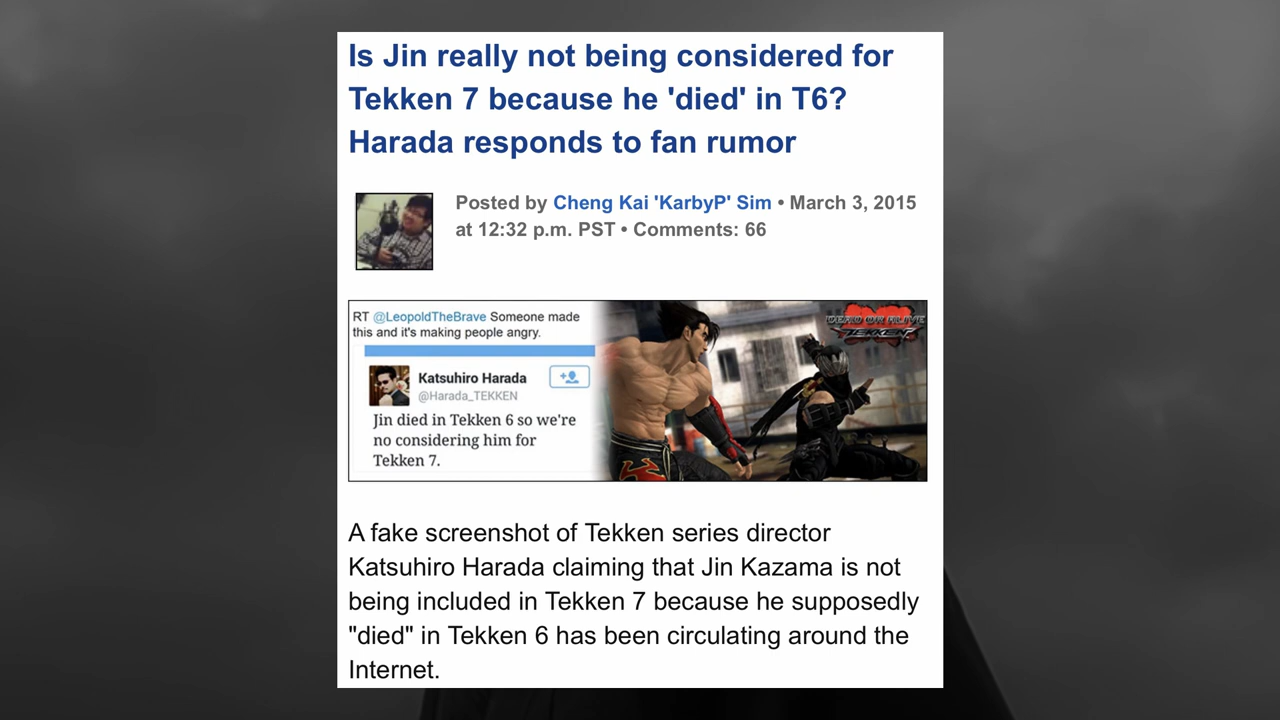 Is Jin really not being considered for
Tekken 7 because he 'died' in T6?
Harada responds to fan rumor
Posted by Cheng Kai 'KarbyP' Sim • March 3, 2015
at 12:32 p.m. PST • Comments: 66
RT @LeopoldTheBrave Someone made
this and it's making people angry.
Katsuhiro Harada
@Harada_TEKKEN
Jin died in Tekken 6 so we're
no considering him for
Tekken 7.
DEAD OR ALIVE
TEKKEN
A fake screenshot of Tekken series director
Katsuhiro Harada claiming that Jin Kazama is not
being included in Tekken 7 because he supposedly
"died" in Tekken 6 has been circulating around the
Internet.